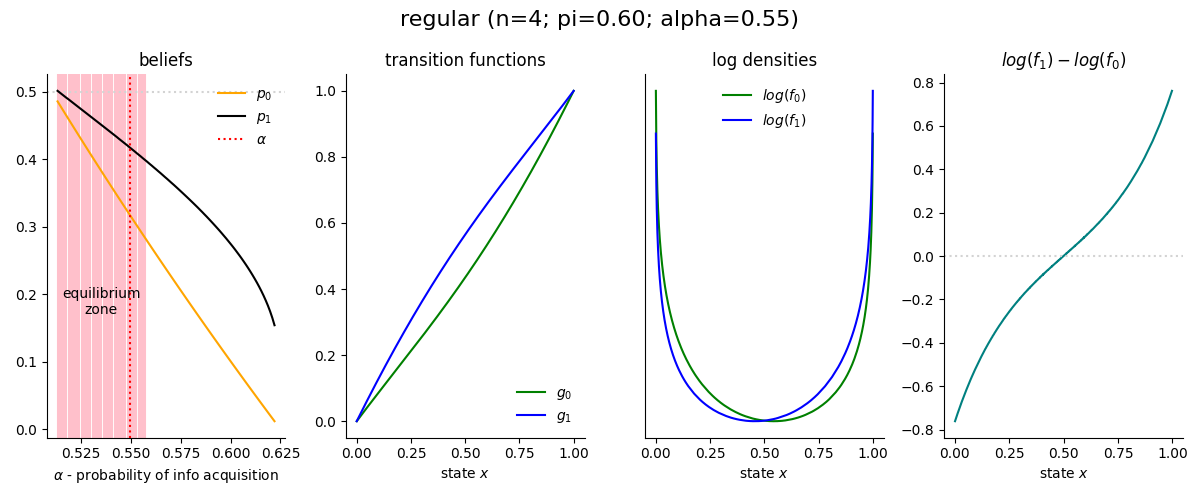 regular (n=4; pi=0.60; alpha=0.55)
beliefs
0.5
0.4
0.3
0.2
0.1
0.0
p₀
p₁
α
equilibrium
zone
0.525 0.550 0.575 0.600 0.625
α - probability of info acquisition
transition functions
1.0
0.8
0.6
0.4
0.2
0.0
g₀
g₁
0.00 0.25 0.50 0.75 1.00
state x
log densities
log(f₀)
log(f₁)
0.00 0.25 0.50 0.75 1.00
state x
log(f₁) − log(f₀)
0.8
0.6
0.4
0.2
0.0
−0.2
−0.4
−0.6
−0.8
0.00 0.25 0.50 0.75 1.00
state x